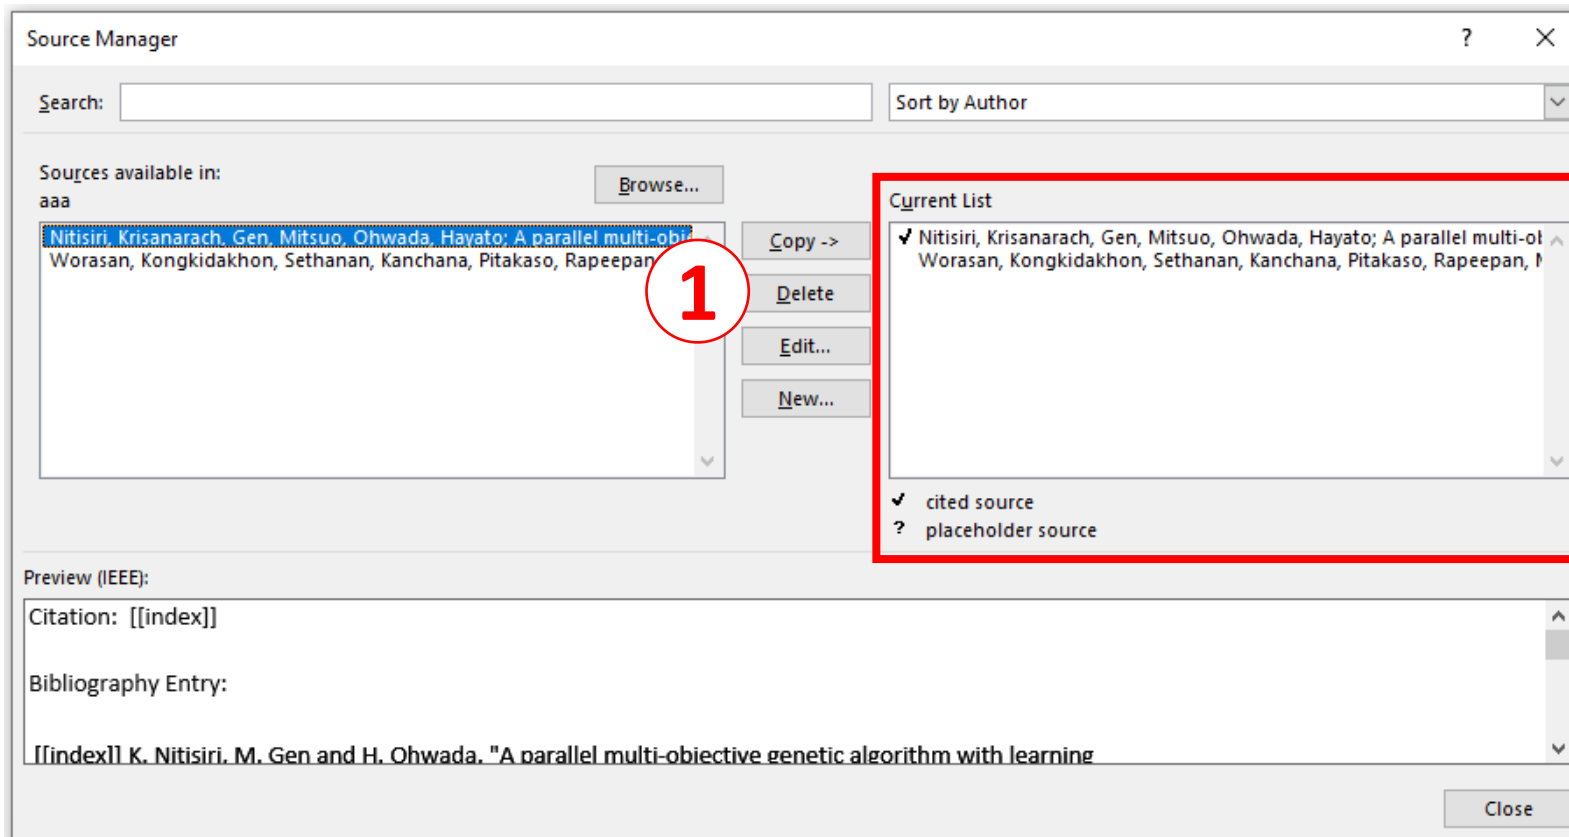 Source Manager
?
Search:
Sort by Author
Sources available in:
aaa
Browse...
Current List
Nitisiri, Krisanarach, Gen, Mitsuo, Ohwada, Hayato; A parallel multi-obje
Worasan, Kongkidakhon, Sethanan, Kanchana, Pitakaso, Rapeepan,
1
Copy ->
Delete
Edit...
New...
✓ Nitisiri, Krisanarach, Gen, Mitsuo, Ohwada, Hayato; A parallel multi-ob
Worasan, Kongkidakhon, Sethanan, Kanchana, Pitakaso, Rapeepan, M
✓ cited source
? placeholder source
Preview (IEEE):
Citation: [[index]]
Bibliography Entry:
[[index]] K. Nitisiri, M. Gen and H. Ohwada, "A parallel multi-objective genetic algorithm with learning
Close